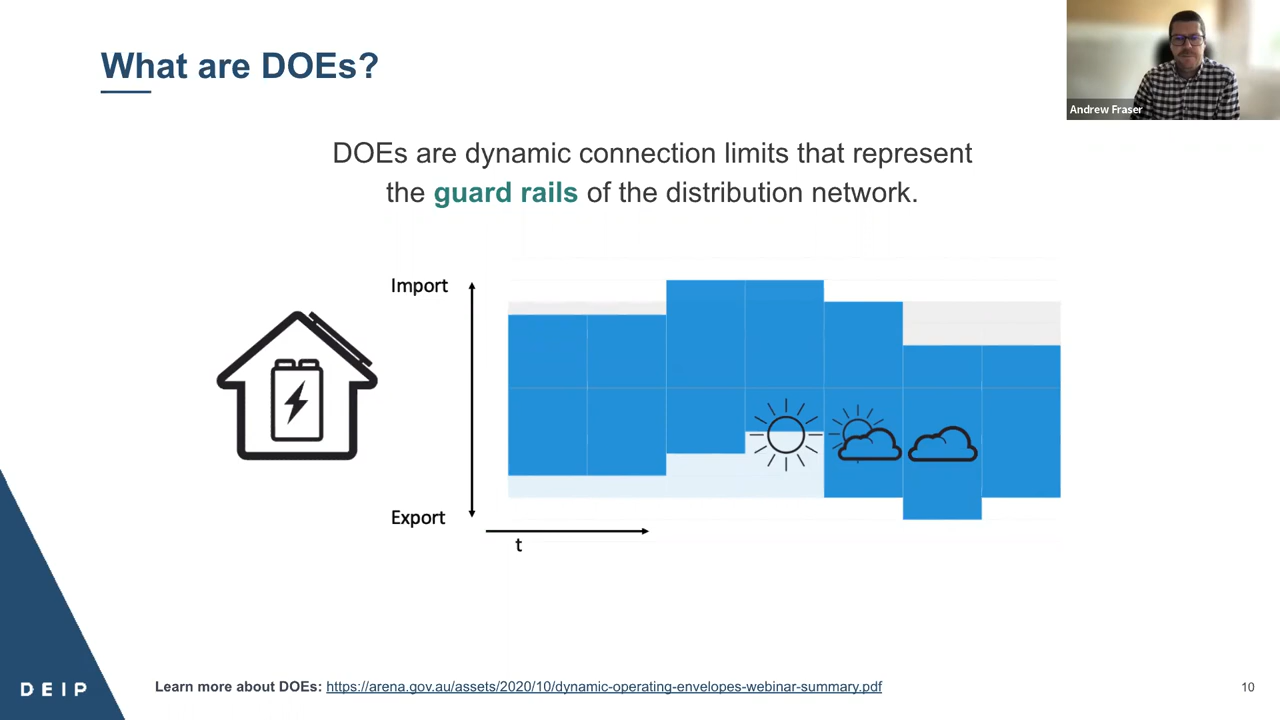 What are DOEs?
Andrew Fraser
DOEs are dynamic connection limits that represent
the guard rails of the distribution network.
Import
Export
t
DEIP
Learn more about DOEs: https://arena.gov.au/assets/2020/10/dynamic-operating-envelopes-webinar-summary.pdf
10